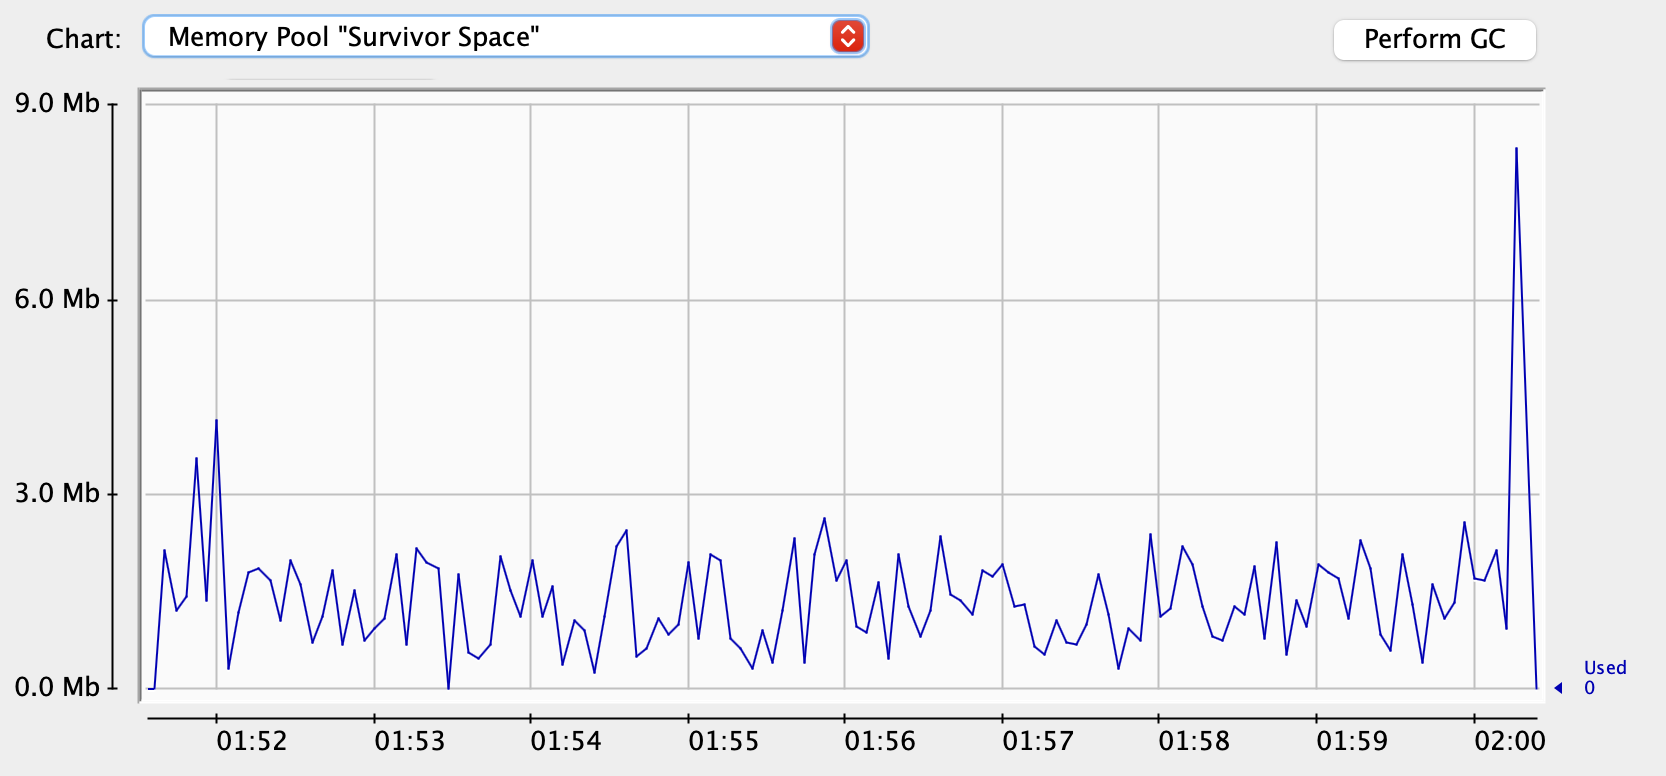 Chart: Memory Pool "Survivor Space" Perform GC
9.0 Mb
6.0 Mb
3.0 Mb
0.0 Mb
Used
0
01:52 01:53 01:54 01:55 01:56 01:57 01:58 01:59 02:00